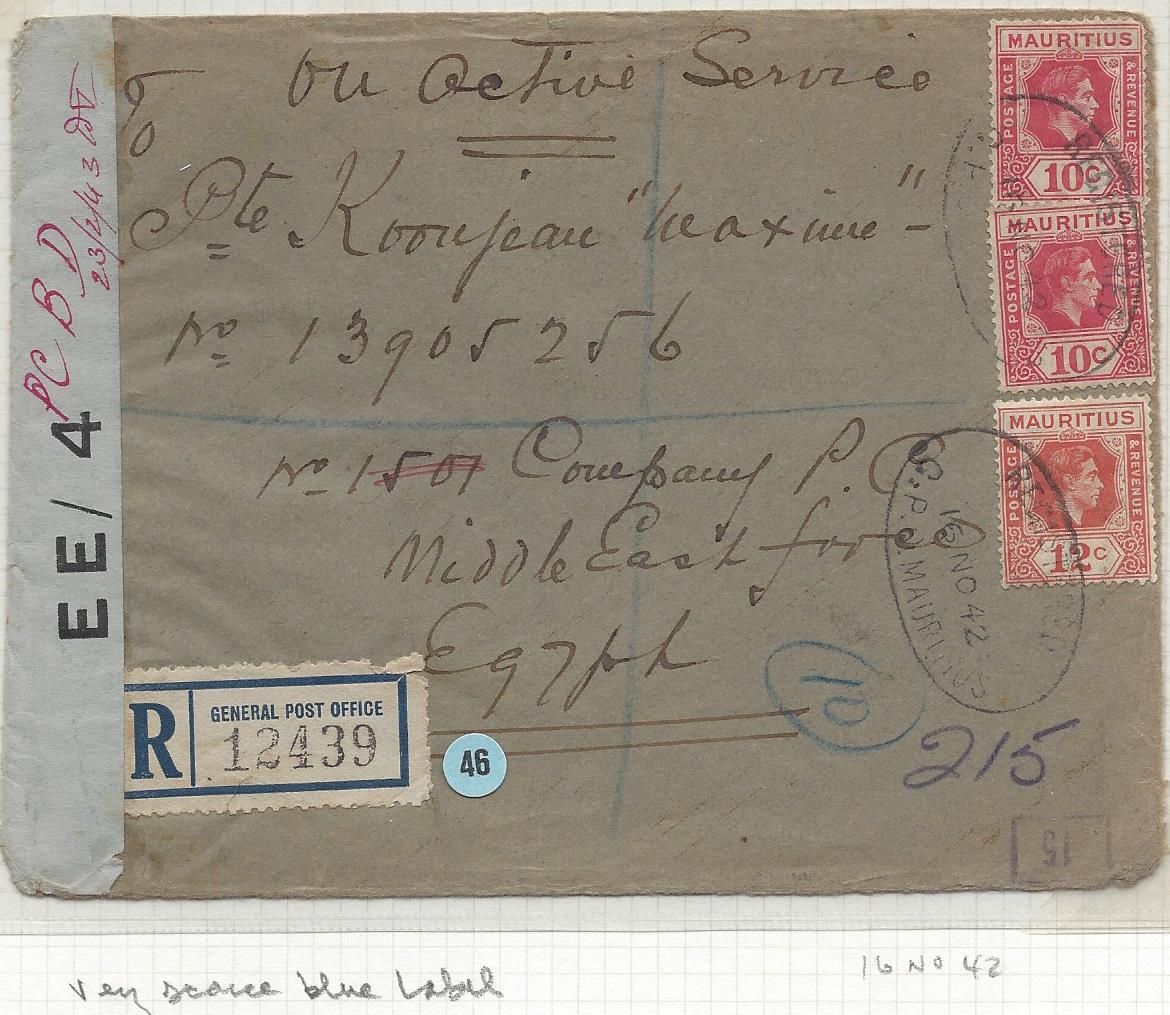 On Active Service
To
Pte Koonjean "Maxime" -
No 13905256
No 1501 Company P. C
Middle East force
Egypt
MAURITIUS
POSTAGE
& REVENUE
10c
MAURITIUS
POSTAGE
& REVENUE
10c
MAURITIUS
POSTAGE
& REVENUE
12c
REGISTERED
16 NO 42
G.P.O. MAURITIUS
PC BD
23/2/43
EE/ 4
R
GENERAL POST OFFICE
12439
46
10
215
15
16 NO 42
Very scarce blue Label